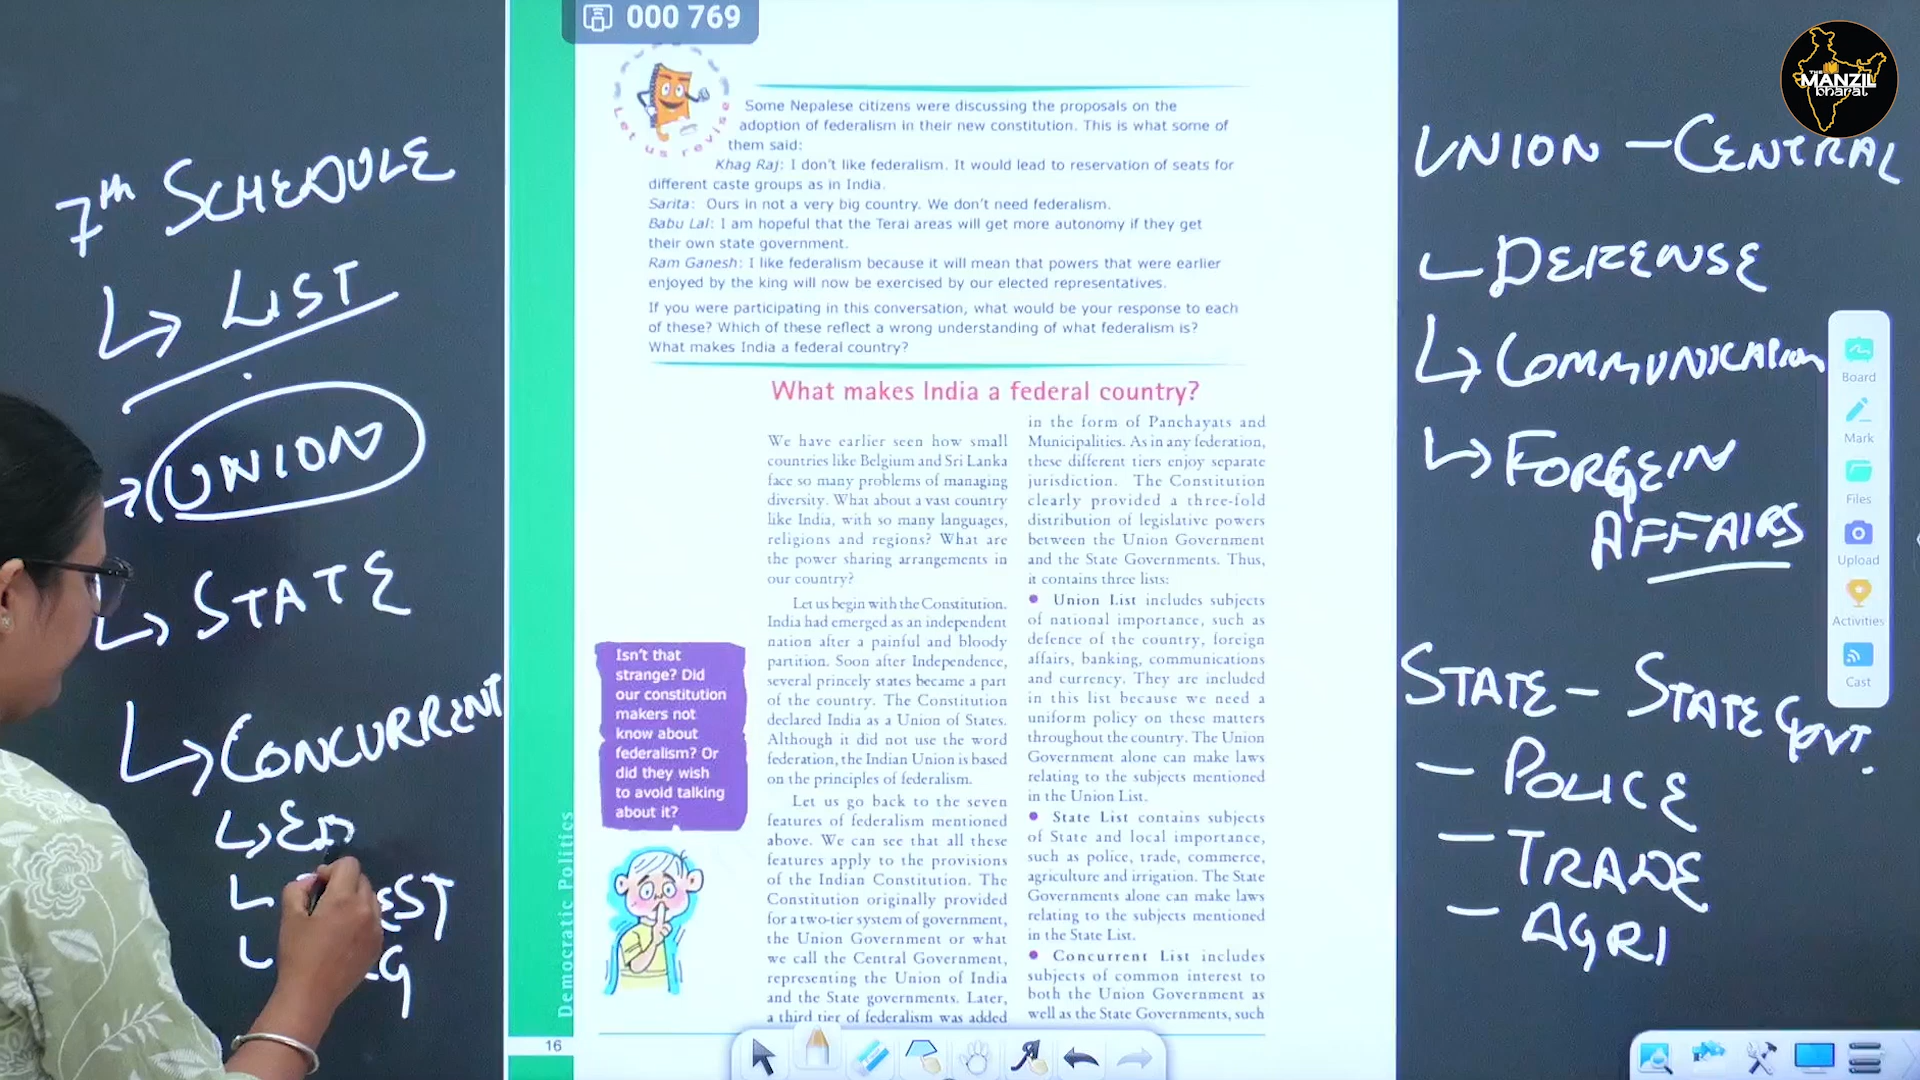 000 769
THE
MANZIL
bharat
7th SCHEDULE
LIST
UNION
STATE
CONCURRENT
Let us revise
Some Nepalese citizens were discussing the proposals on the
adoption of federalism in their new constitution. This is what some of
them said:
Khag Raj: I don't like federalism. It would lead to reservation of seats for
different caste groups as in India.
Sarita: Ours in not a very big country. We don't need federalism.
Babu Lal: I am hopeful that the Terai areas will get more autonomy if they get
their own state government.
Ram Ganesh: I like federalism because it will mean that powers that were earlier
enjoyed by the king will now be exercised by our elected representatives.
If you were participating in this conversation, what would be your response to each
of these? Which of these reflect a wrong understanding of what federalism is?
What makes India a federal country?
What makes India a federal country?
We have earlier seen how small
countries like Belgium and Sri Lanka
face so many problems of managing
diversity. What about a vast country
like India, with so many languages,
religions and regions? What are
the power sharing arrangements in
our country?
Let us begin with the Constitution.
India had emerged as an independent
nation after a painful and bloody
partition. Soon after Independence,
several princely states became a part
of the country. The Constitution
declared India as a Union of States.
Although it did not use the word
federation, the Indian Union is based
on the principles of federalism.
Let us go back to the seven
features of federalism mentioned
above. We can see that all these
features apply to the provisions
of the Indian Constitution. The
Constitution originally provided
for a two-tier system of government,
the Union Government or what
we call the Central Government,
representing the Union of India
and the State governments. Later,
a third tier of federalism was added
in the form of Panchayats and
Municipalities. As in any federation,
these different tiers enjoy separate
jurisdiction. The Constitution
clearly provided a three-fold
distribution of legislative powers
between the Union Government
and the State Governments. Thus,
it contains three lists:
• Union List includes subjects
of national importance, such as
defence of the country, foreign
affairs, banking, communications
and currency. They are included
in this list because we need a
uniform policy on these matters
throughout the country. The Union
Government alone can make laws
relating to the subjects mentioned
in the Union List.
• State List contains subjects
of State and local importance,
such as police, trade, commerce,
agriculture and irrigation. The State
Governments alone can make laws
relating to the subjects mentioned
in the State List.
• Concurrent List includes
subjects of common interest to
both the Union Government as
well as the State Governments, such
Isn't that
strange? Did
our constitution
makers not
know about
federalism? Or
did they wish
to avoid talking
about it?
Democratic Politics
16
UNION - CENTRAL
DEFENSE
COMMUNICATION
FORGEIN
AFFAIRS
STATE - STATE GOVT.
- POLICE
- TRADE
- AGRI
Board
Mark
Files
Upload
Activities
Cast